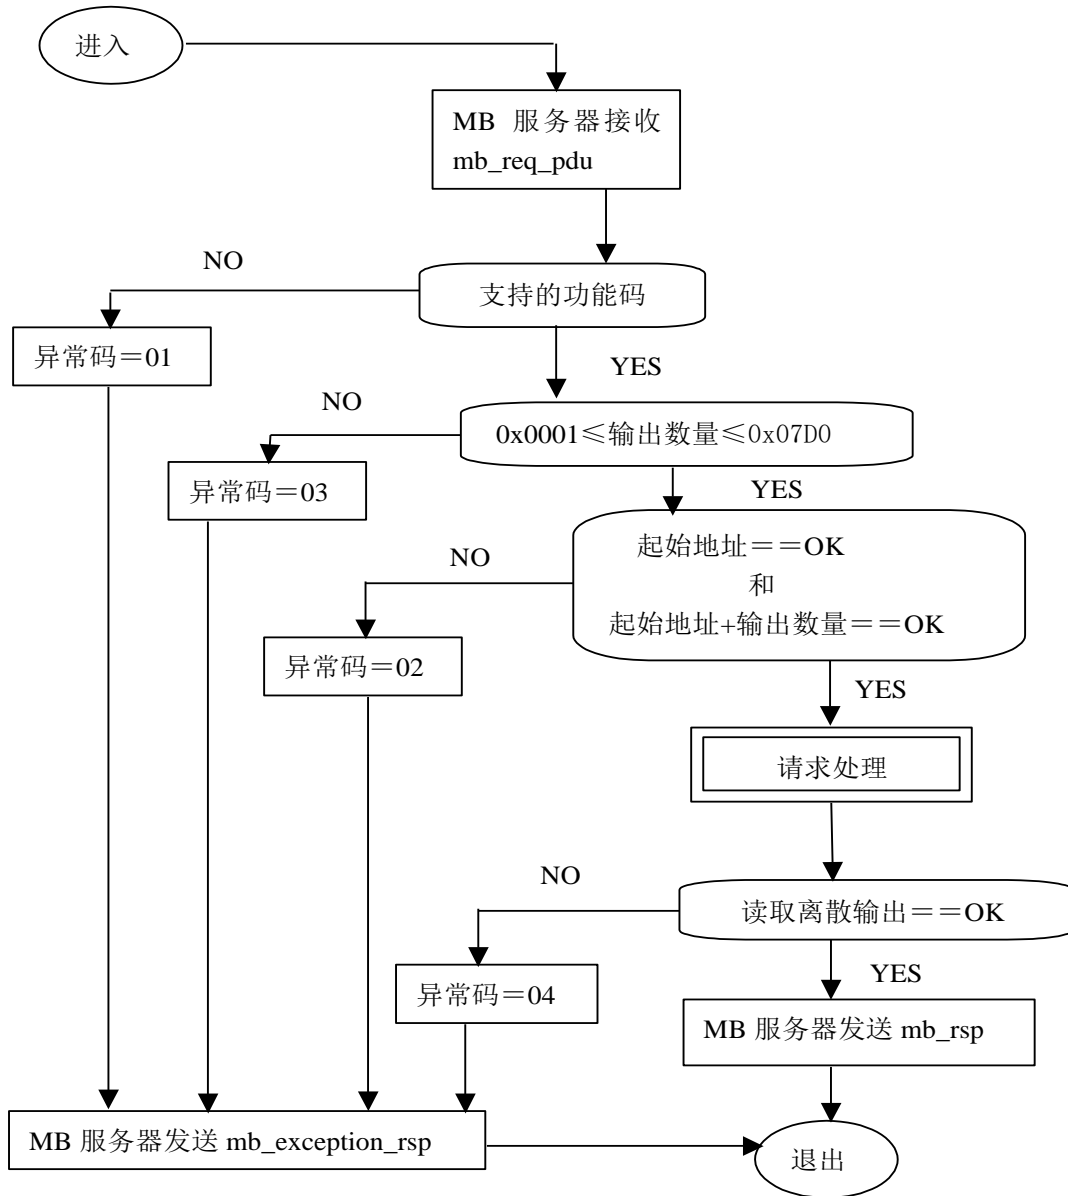 进入
MB 服务器接收
mb_req_pdu
NO
支持的功能码
异常码＝01
YES
NO
0x0001≤输出数量≤0x07D0
异常码＝03
YES
起始地址＝＝OK
NO
和
起始地址+输出数量＝＝OK
异常码＝02
YES
请求处理
NO
读取离散输出＝＝OK
YES
异常码＝04
MB 服务器发送 mb_rsp
MB 服务器发送 mb_exception_rsp
退出